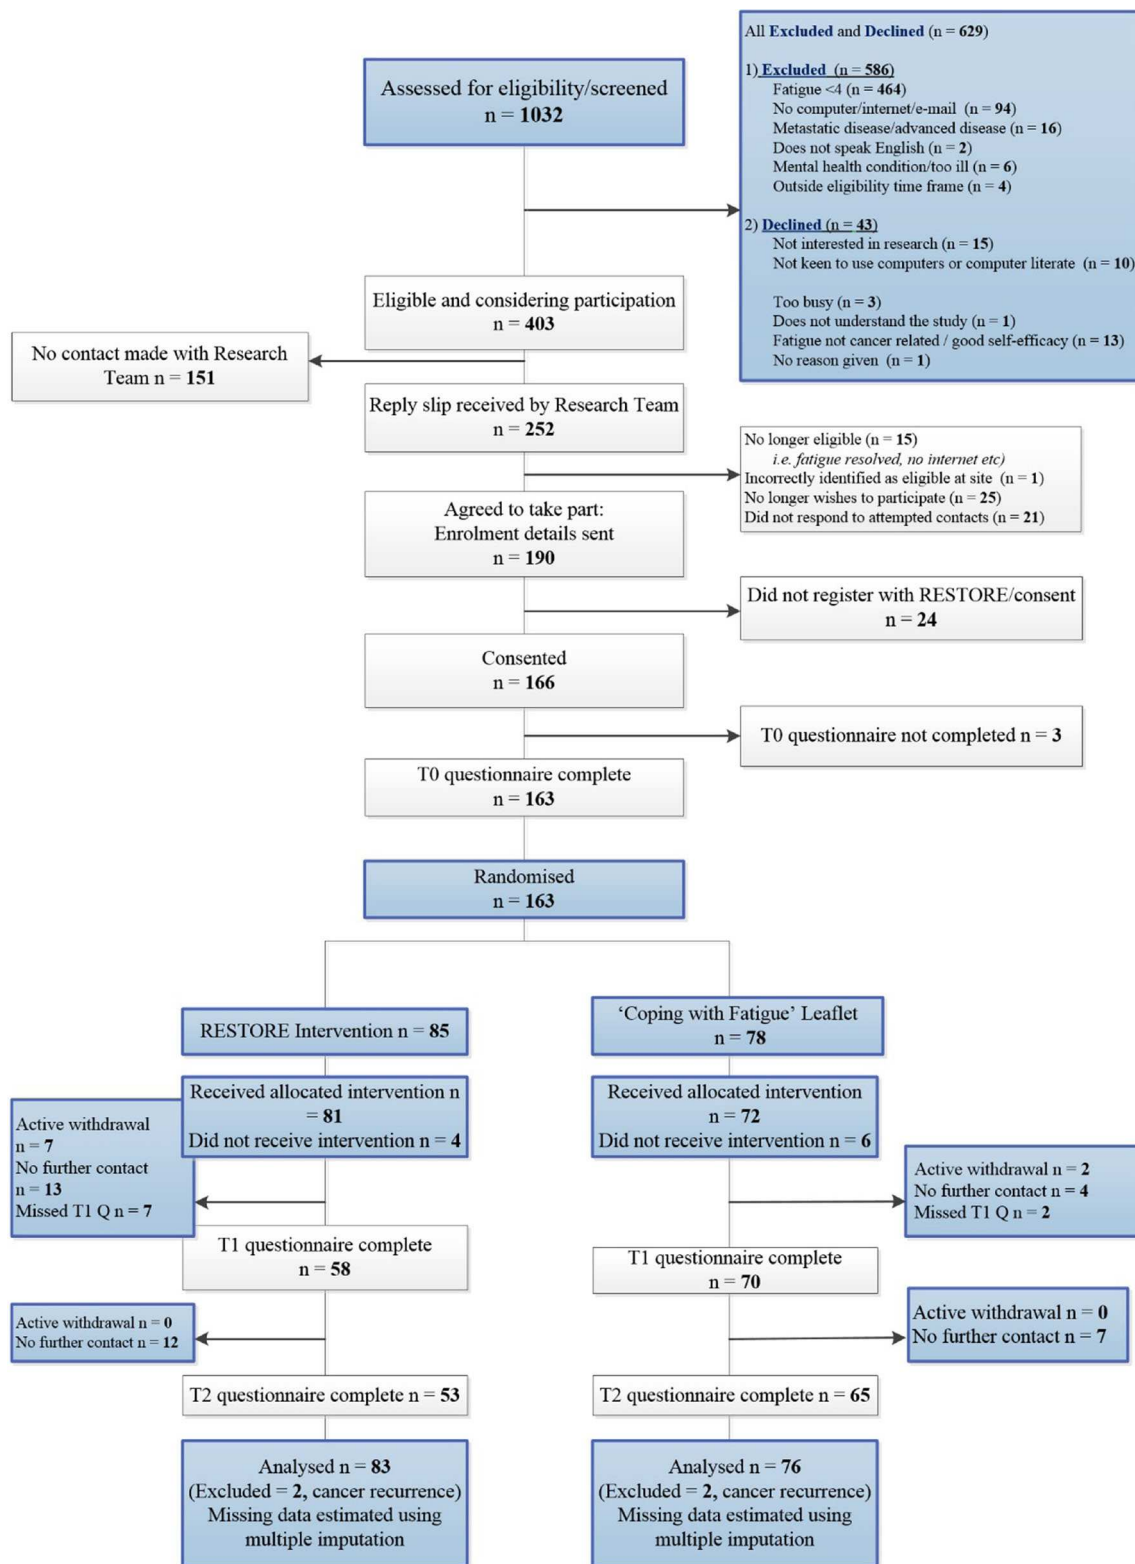 Assessed for eligibility/screened
n = 1032
All Excluded and Declined (n = 629)
1) Excluded (n = 586)
Fatigue <4 (n = 464)
No computer/internet/e-mail (n = 94)
Metastatic disease/advanced disease (n = 16)
Does not speak English (n = 2)
Mental health condition/too ill (n = 6)
Outside eligibility time frame (n = 4)
2) Declined (n = 43)
Not interested in research (n = 15)
Not keen to use computers or computer literate (n = 10)
Too busy (n = 3)
Does not understand the study (n = 1)
Fatigue not cancer related / good self-efficacy (n = 13)
No reason given (n = 1)
Eligible and considering participation
n = 403
No contact made with Research
Team n = 151
Reply slip received by Research Team
n = 252
No longer eligible (n = 15)
i.e. fatigue resolved, no internet etc)
Incorrectly identified as eligible at site (n = 1)
No longer wishes to participate (n = 25)
Did not respond to attempted contacts (n = 21)
Agreed to take part:
Enrolment details sent
n = 190
Did not register with RESTORE/consent
n = 24
Consented
n = 166
T0 questionnaire not completed n = 3
T0 questionnaire complete
n = 163
Randomised
n = 163
RESTORE Intervention n = 85
Received allocated intervention n
= 81
Did not receive intervention n = 4
Active withdrawal
n = 7
No further contact
n = 13
Missed T1 Q n = 7
T1 questionnaire complete
n = 58
Active withdrawal n = 0
No further contact n = 12
T2 questionnaire complete n = 53
Analysed n = 83
(Excluded = 2, cancer recurrence)
Missing data estimated using
multiple imputation
‘Coping with Fatigue’ Leaflet
n = 78
Received allocated intervention
n = 72
Did not receive intervention n = 6
Active withdrawal n = 2
No further contact n = 4
Missed T1 Q n = 2
T1 questionnaire complete
n = 70
Active withdrawal n = 0
No further contact n = 7
T2 questionnaire complete n = 65
Analysed n = 76
(Excluded = 2, cancer recurrence)
Missing data estimated using
multiple imputation